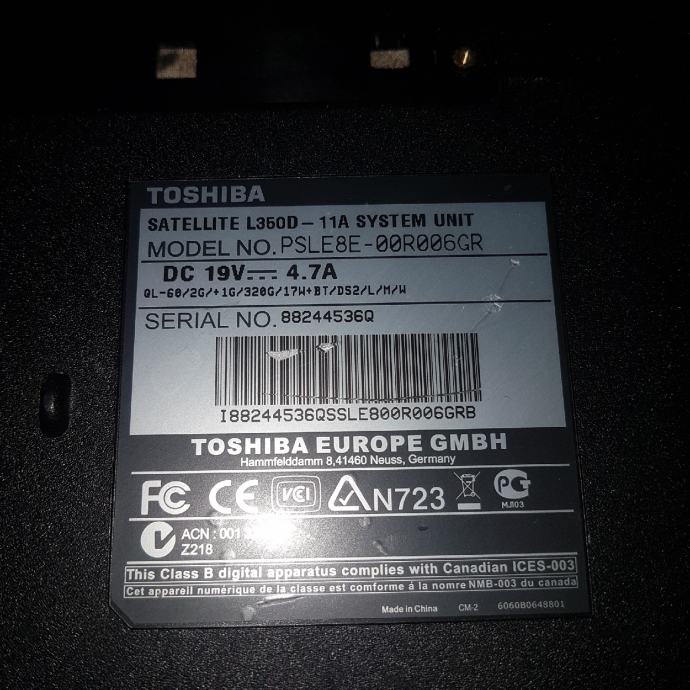 TOSHIBA
SATELLITE L350D-11A SYSTEM UNIT
MODEL NO. PSLE8E-00R006GR
DC 19V 4.7A
QL-60/2G/+1G/320G/17W+BT/DS2/L/M/W
SERIAL NO. 88244536Q
I88244536QSSLE800R006GRB
TOSHIBA EUROPE GMBH
Hammfelddamm 8,41460 Neuss, Germany
FC CE VCI N723 PG
МЛ03
ACN : 001
Z218
This Class B digital apparatus complies with Canadian ICES-003
Cet appareil numérique de la classe est conforme á la nomre NMB-003 du canada
Made in China CM-2 6060B0648801